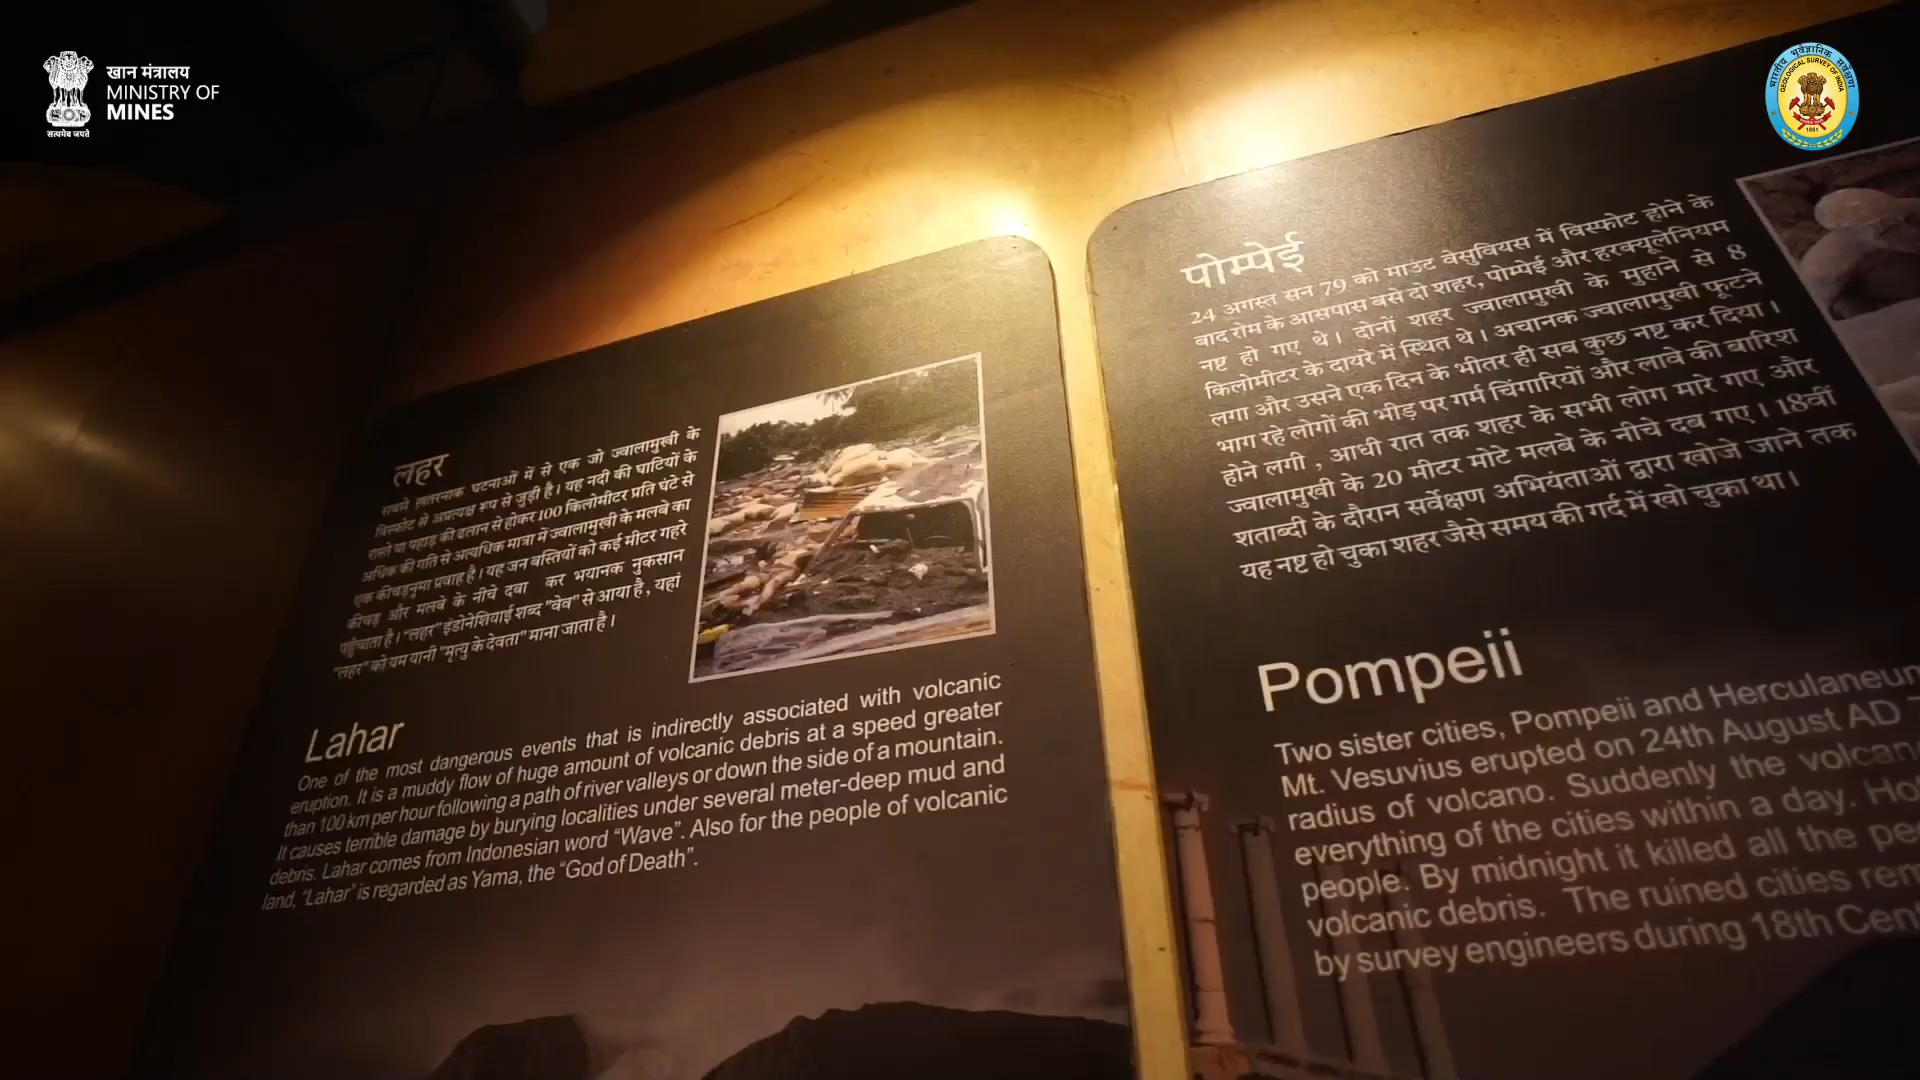 खान मंत्रालय
MINISTRY OF
MINES
सत्यमेव जयते
भारतीय भूवैज्ञानिक सर्वेक्षण
GEOLOGICAL SURVEY OF INDIA
1851
लहर
सबसे ख़तरनाक घटनाओं में से एक जो ज्वालामुखी के
विस्फोट से अप्रत्यक्ष रूप से जुड़ी है। यह नदी की घाटियों के
रास्ते या पहाड़ की ढलान से होकर 100 किलोमीटर प्रति घंटे से
अधिक की गति से अत्यधिक मात्रा में ज्वालामुखी के मलबे का
एक कीचड़नुमा प्रवाह है। यह जन बस्तियों को कई मीटर गहरे
कीचड़ और मलबे के नीचे दबा कर भयानक नुकसान
पहुँचाता है। "लहर" इंडोनेशियाई शब्द "वेव" से आया है, यहां
"लहर" को यम यानी "मृत्यु के देवता" माना जाता है।
Lahar
One of the most dangerous events that is indirectly associated with volcanic
eruption. It is a muddy flow of huge amount of volcanic debris at a speed greater
than 100 km per hour following a path of river valleys or down the side of a mountain.
It causes terrible damage by burying localities under several meter-deep mud and
debris. Lahar comes from Indonesian word “Wave”. Also for the people of volcanic
land, “Lahar” is regarded as Yama, the “God of Death”.
पोम्पेई
24 अगस्त सन 79 को माउंट वेसुवियस में विस्फोट होने के
बाद रोम के आसपास बसे दो शहर, पोम्पेई और हरक्यूलेनियम
नष्ट हो गए थे। दोनों शहर ज्वालामुखी के मुहाने से 8
किलोमीटर के दायरे में स्थित थे। अचानक ज्वालामुखी फूटने
लगा और उसने एक दिन के भीतर ही सब कुछ नष्ट कर दिया।
भाग रहे लोगों की भीड़ पर गर्म चिंगारियों और लावे की बारिश
होने लगी , आधी रात तक शहर के सभी लोग मारे गए और
ज्वालामुखी के 20 मीटर मोटे मलबे के नीचे दब गए। 18वीं
शताब्दी के दौरान सर्वेक्षण अभियंताओं द्वारा खोजे जाने तक
यह नष्ट हो चुका शहर जैसे समय की गर्द में खो चुका था।
Pompeii
Two sister cities, Pompeii and Herculaneum
Mt. Vesuvius erupted on 24th August AD
radius of volcano. Suddenly the
everything of the cities within a day.
people. By midnight it killed all the
volcanic debris. The ruined cities
by survey engineers during 18th